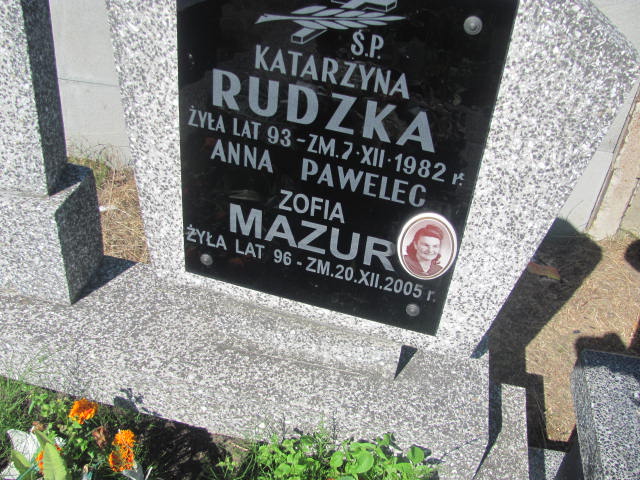 Ś.P.
KATARZYNA
RUDZKA
ŻYŁA LAT 93 - ZM. 7·XII·1982 r.
ANNA PAWELEC
ZOFIA
MAZUR
ŻYŁA LAT 96 - ZM. 20.XII.2005 r.